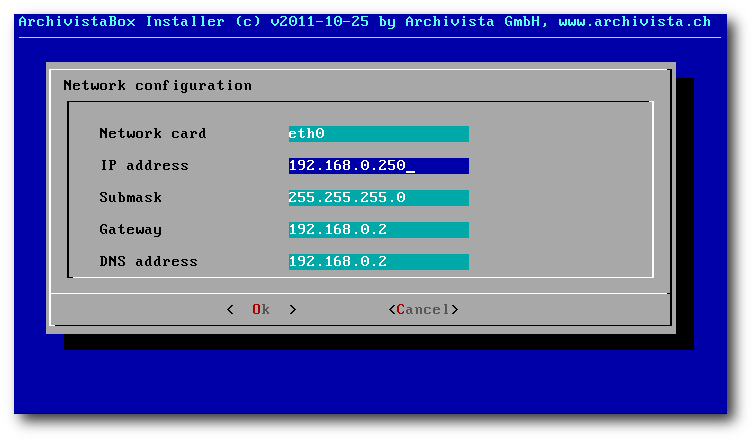 ArchivistaBox Installer (c) v2011-10-25 by Archivista GmbH, www.archivista.ch
Network configuration
Network card eth0
IP address 192.168.0.250_
Submask 255.255.255.0
Gateway 192.168.0.2
DNS address 192.168.0.2
< Ok > <Cancel>